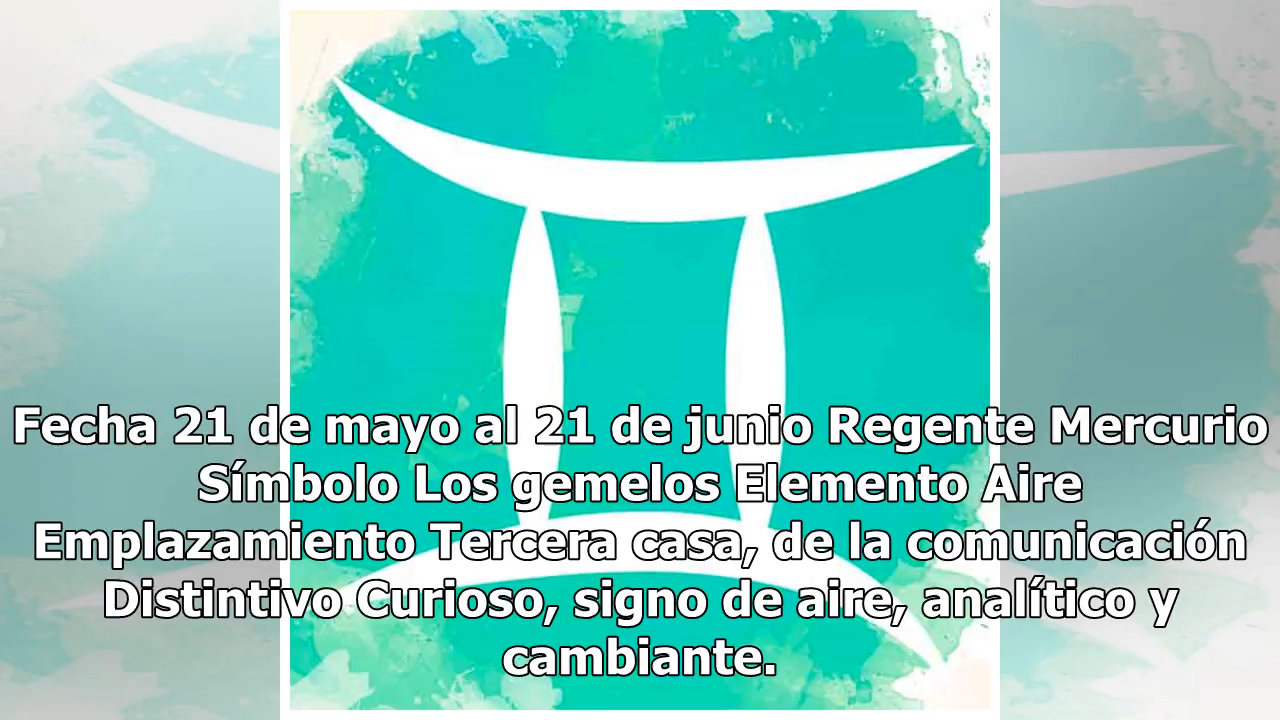 Fecha 21 de mayo al 21 de junio Regente Mercurio
Símbolo Los gemelos Elemento Aire
Emplazamiento Tercera casa, de la comunicación
Distintivo Curioso, signo de aire, analítico y
cambiante.